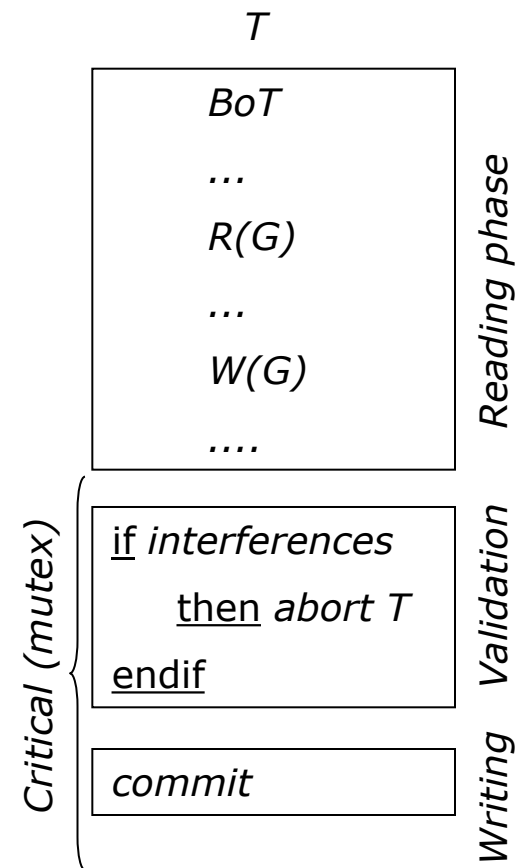 T
BoT
...
R(G)
...
W(G)
....
Reading phase
Critical (mutex)
if interferences
then abort T
endif
Validation
commit
Writing